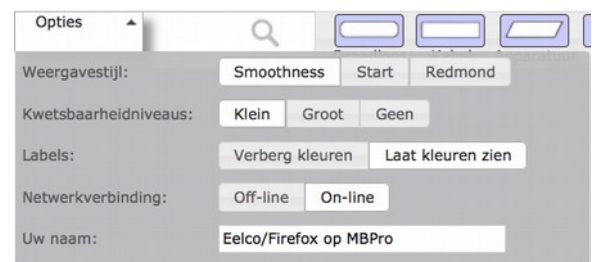 Opties
Weergavestijl: Smoothness Start Redmond
Kwetsbaarheidniveaus: Klein Groot Geen
Labels: Verberg kleuren Laat kleuren zien
Netwerkverbinding: Off-line On-line
Uw naam: Eelco/Firefox op MBPro